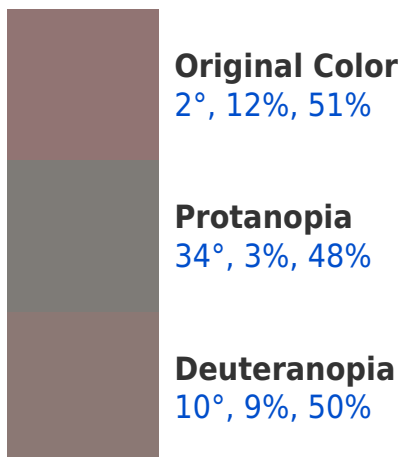 Original Color
2°, 12%, 51%
Protanopia
34°, 3%, 48%
Deuteranopia
10°, 9%, 50%